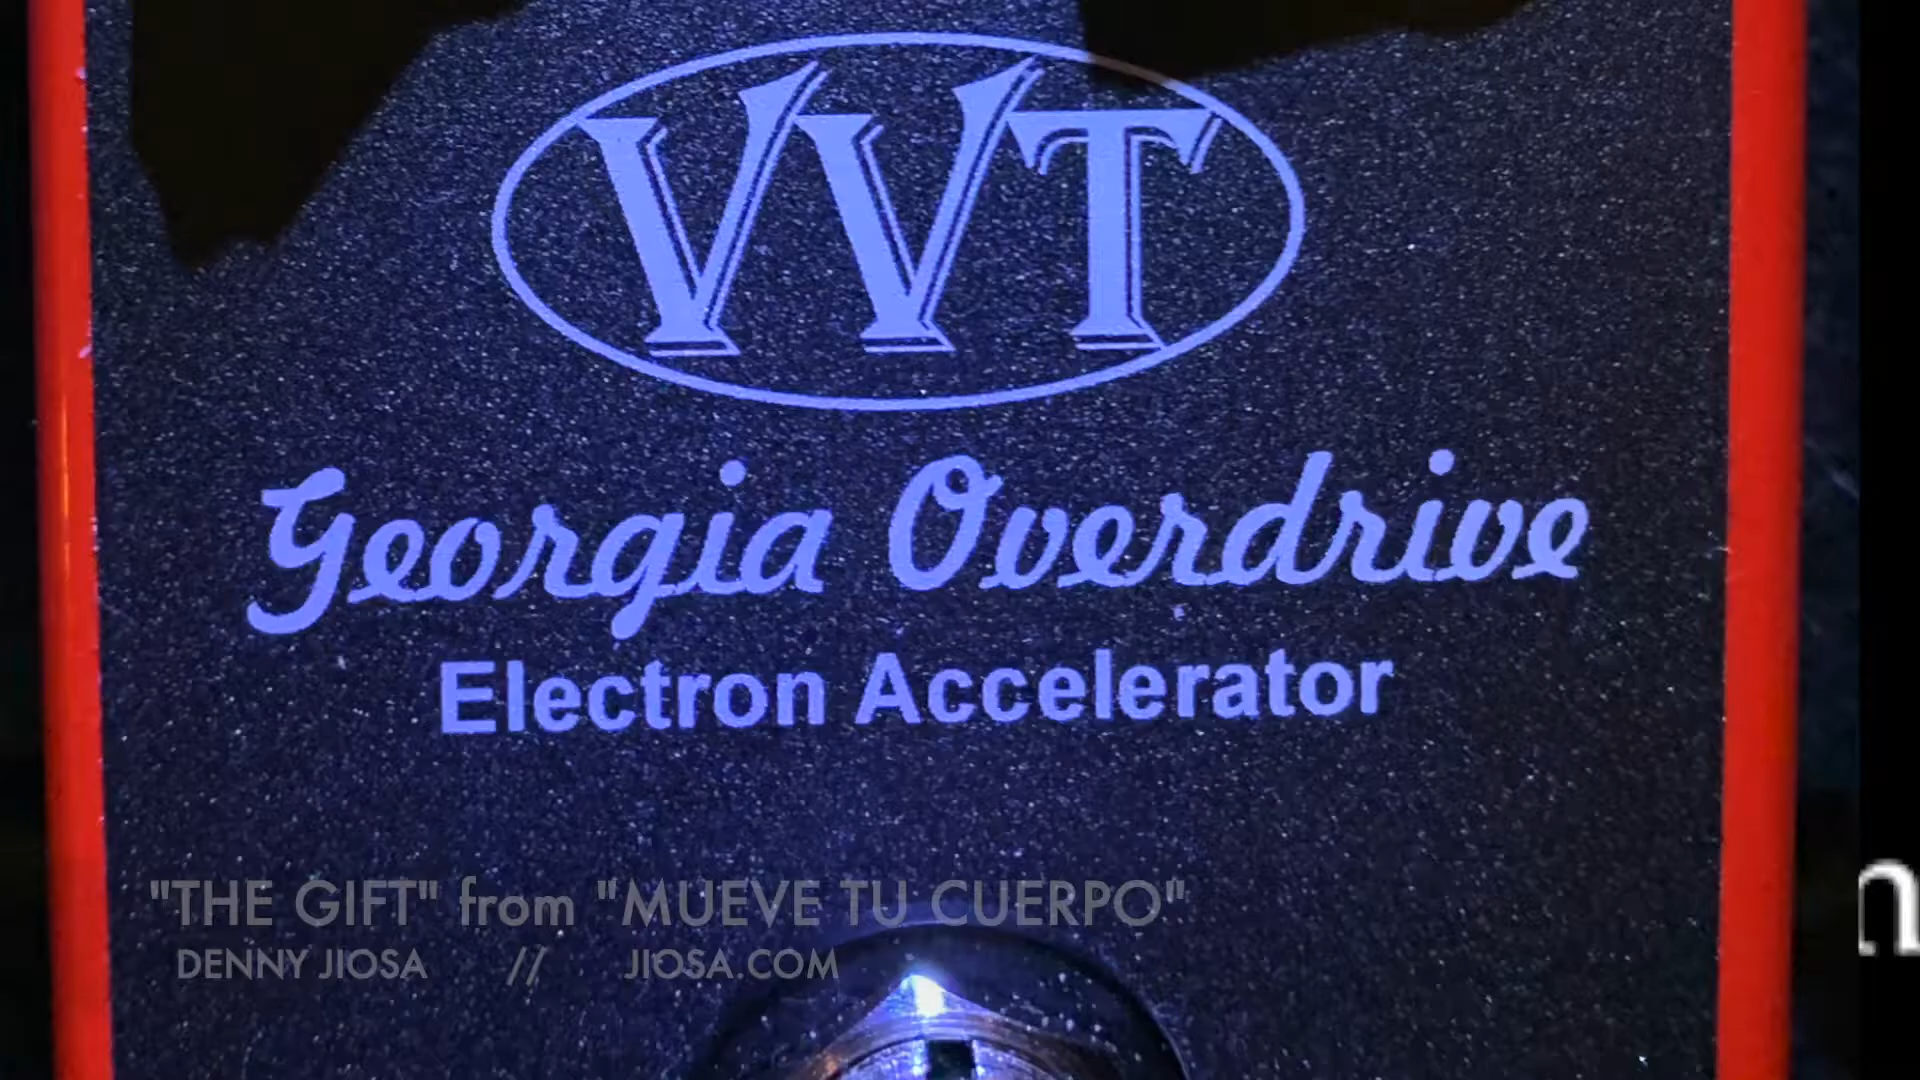 VVT
Georgia Overdrive
Electron Accelerator
"THE GIFT" from "MUEVE TU CUERPO"
DENNY JIOSA // JIOSA.COM